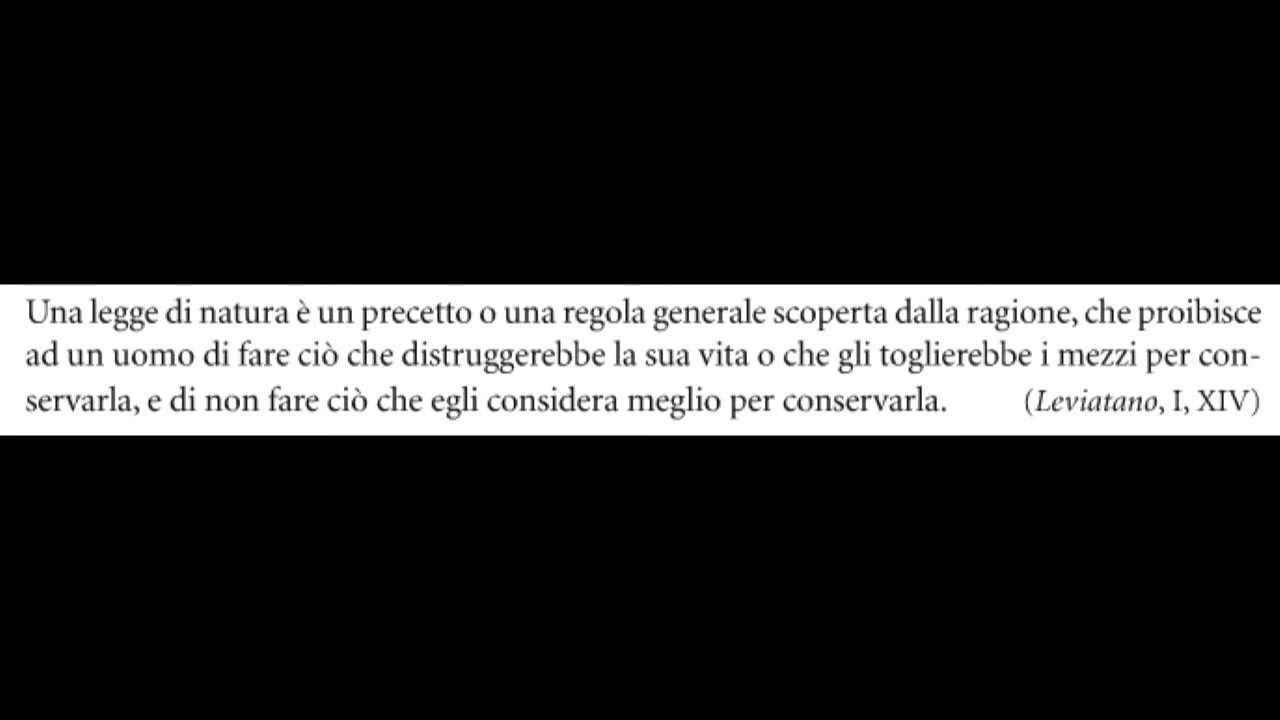 Una legge di natura è un precetto o una regola generale scoperta dalla ragione, che proibisce
ad un uomo di fare ciò che distruggerebbe la sua vita o che gli toglierebbe i mezzi per con-
servarla, e di non fare ciò che egli considera meglio per conservarla. (Leviatano, I, XIV)